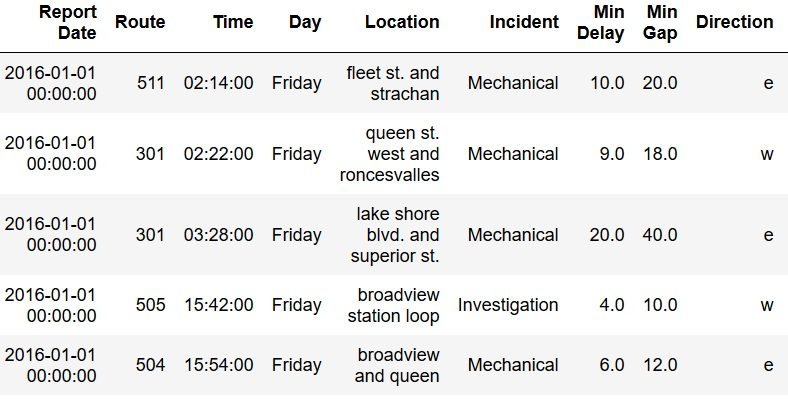 Report Date Route Time Day Location Incident Min Delay Min Gap Direction
2016-01-01 00:00:00 511 02:14:00 Friday fleet st. and strachan Mechanical 10.0 20.0 e
2016-01-01 00:00:00 301 02:22:00 Friday queen st. west and roncesvalles Mechanical 9.0 18.0 w
2016-01-01 00:00:00 301 03:28:00 Friday lake shore blvd. and superior st. Mechanical 20.0 40.0 e
2016-01-01 00:00:00 505 15:42:00 Friday broadview station loop Investigation 4.0 10.0 w
2016-01-01 00:00:00 504 15:54:00 Friday broadview and queen Mechanical 6.0 12.0 e